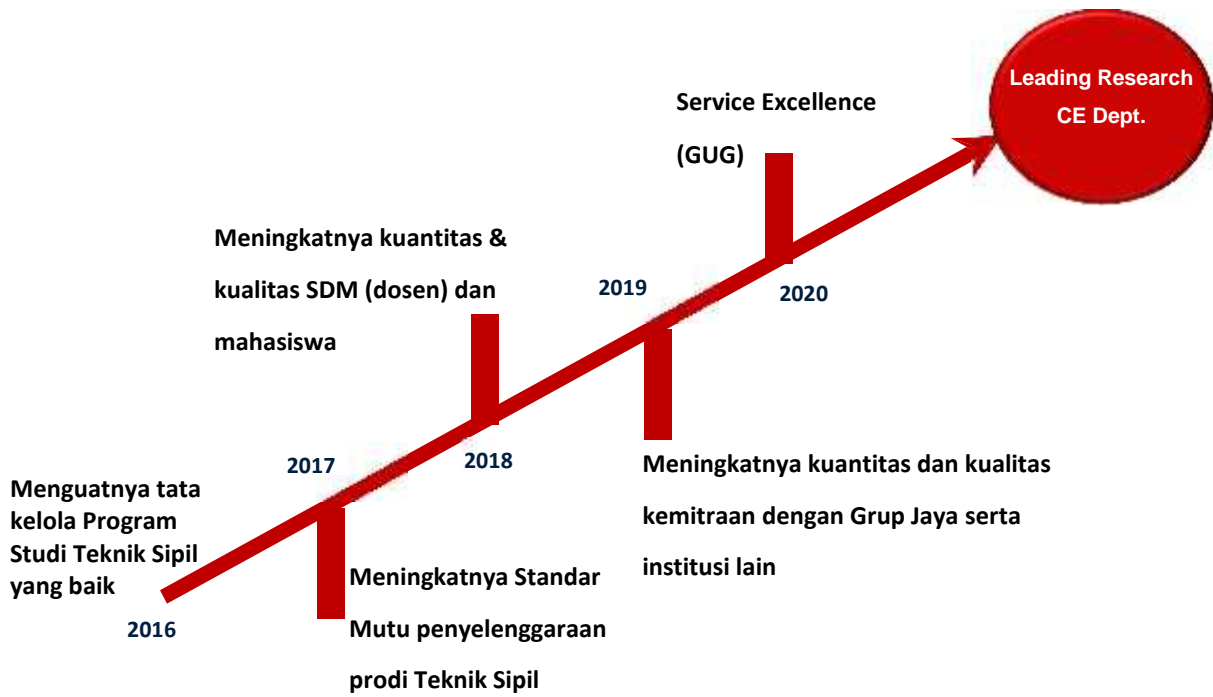 Leading Research
CE Dept.
Service Excellence
(GUG)
Meningkatnya kuantitas &
kualitas SDM (dosen) dan
mahasiswa
2019
2020
2017
2018
Meningkatnya kuantitas dan kualitas
kemitraan dengan Grup Jaya serta
institusi lain
Menguatnya tata
kelola Program
Studi Teknik Sipil
yang baik
2016
Meningkatnya Standar
Mutu penyelenggaraan
prodi Teknik Sipil